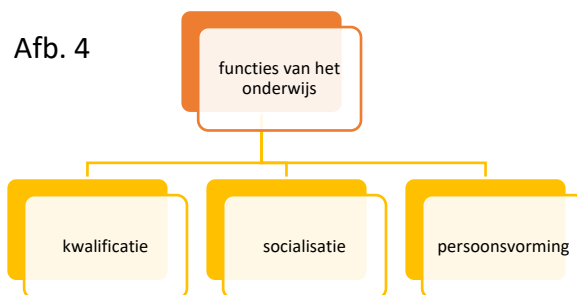 Afb. 4
functies van het
onderwijs
kwalificatie
socialisatie
persoonsvorming